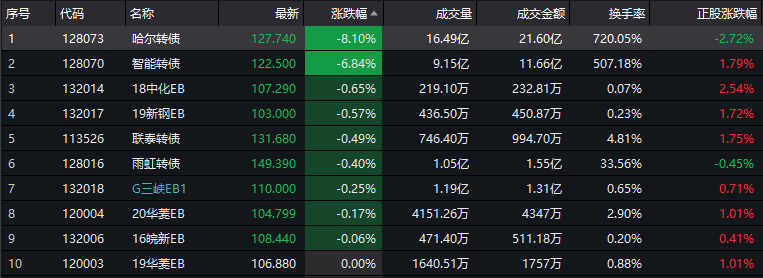 序号 代码 名称 最新 涨跌幅 成交量 成交金额 换手率 正股涨跌幅
1 128073 哈尔转债 127.740 -8.10% 16.49亿 21.60亿 720.05% -2.72%
2 128070 智能转债 122.500 -6.84% 9.15亿 11.66亿 507.18% 1.79%
3 132014 18中化EB 107.290 -0.65% 219.10万 232.81万 0.07% 2.54%
4 132017 19新钢EB 103.000 -0.57% 436.50万 450.87万 0.23% 1.72%
5 113526 联泰转债 131.680 -0.49% 746.40万 994.70万 4.81% 1.75%
6 128016 雨虹转债 149.390 -0.40% 1.05亿 1.55亿 33.56% -0.45%
7 132018 G三峡EB1 110.000 -0.25% 1.19亿 1.31亿 0.65% 0.71%
8 120004 20华菱EB 104.799 -0.17% 4151.26万 4347万 2.90% 1.01%
9 132006 16皖新EB 108.440 -0.06% 471.40万 511.18万 0.20% 0.41%
10 120003 19华菱EB 106.880 0.00% 1640.51万 1757万 0.88% 1.01%